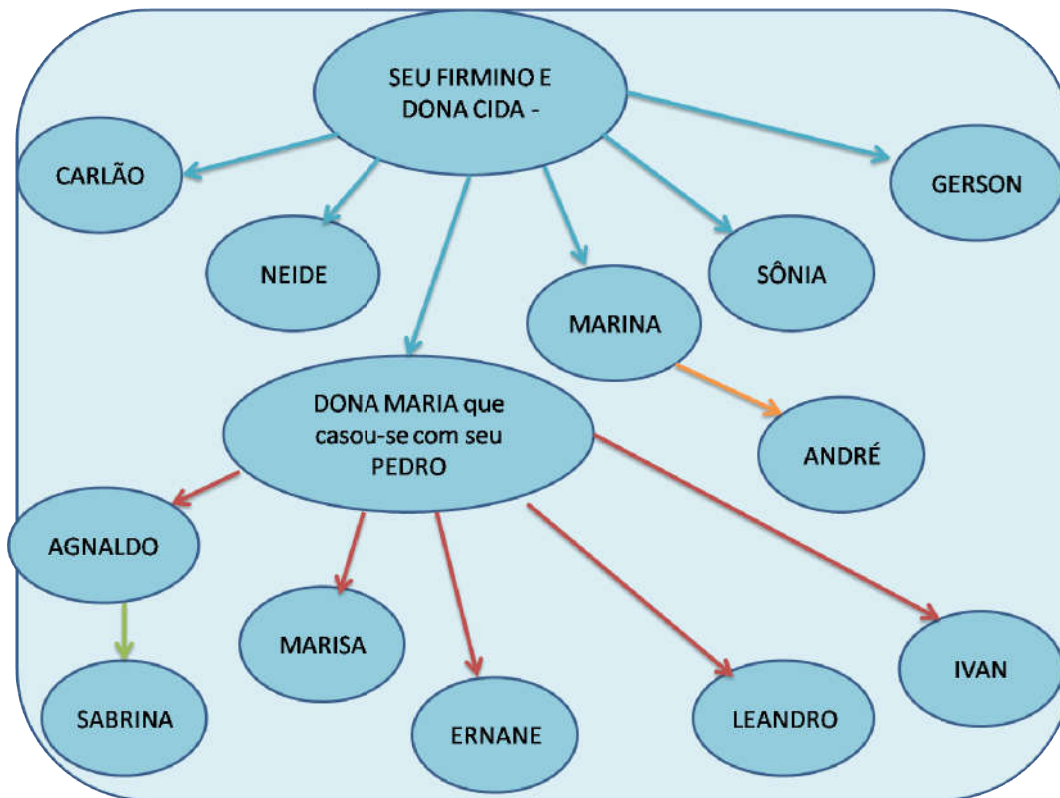 SEU FIRMINO E
DONA CIDA -
CARLÃO
GERSON
NEIDE
SÔNIA
MARINA
DONA MARIA que
casou-se com seu
PEDRO
ANDRÉ
AGNALDO
MARISA
IVAN
SABRINA
ERNANE
LEANDRO